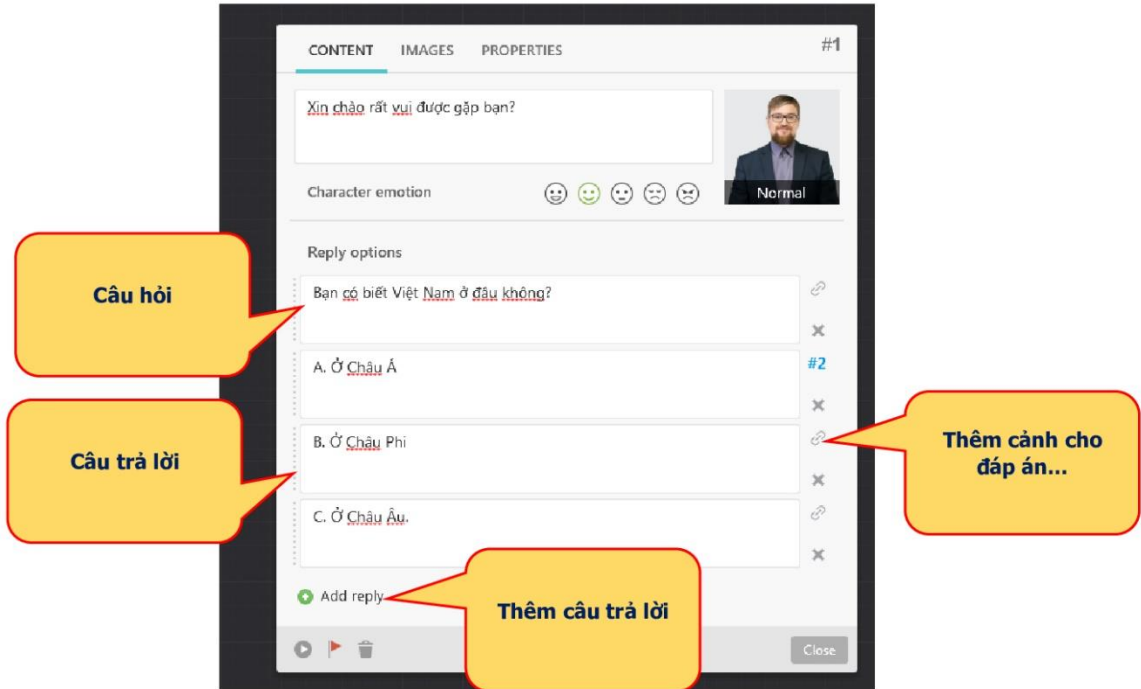 CONTENT IMAGES PROPERTIES #1
Xin chào rất vui được gặp bạn?
Character emotion
Normal
Reply options
Câu hỏi
Bạn có biết Việt Nam ở đâu không?
A. Ở Châu Á
#2
Câu trả lời
B. Ở Châu Phi
Thêm cảnh cho
đáp án...
C. Ở Châu Âu.
Add reply
Thêm câu trả lời
Close